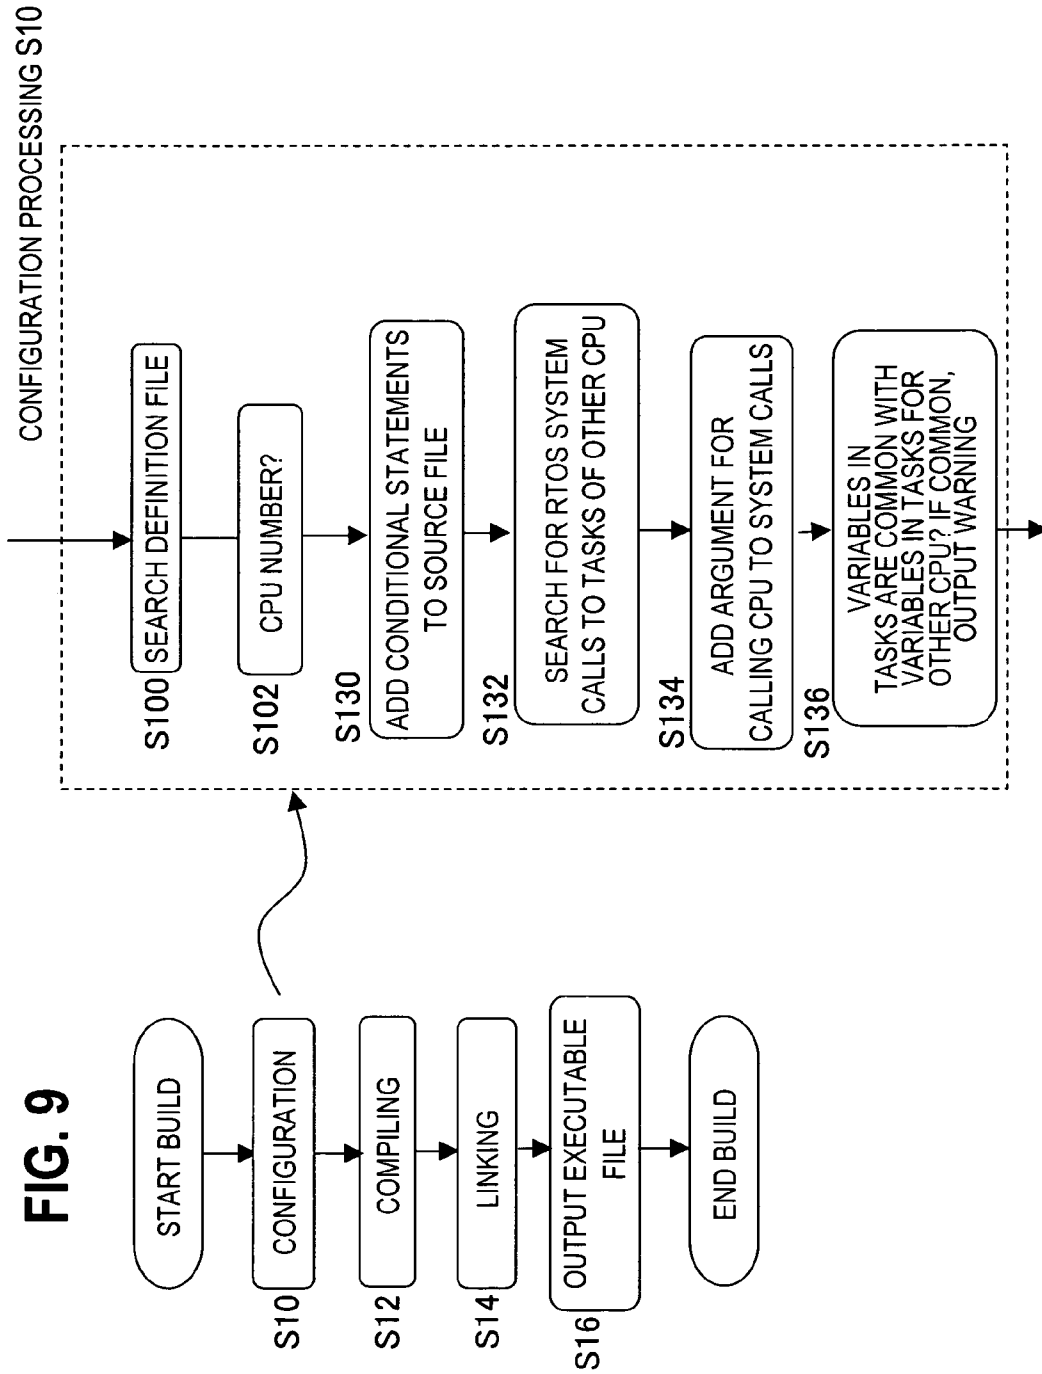 FIG. 9
START BUILD
S10
CONFIGURATION
S12
COMPILING
S14
LINKING
S16
OUTPUT EXECUTABLE
FILE
END BUILD
CONFIGURATION PROCESSING S10
S100
SEARCH DEFINITION FILE
S102
CPU NUMBER?
S130
ADD CONDITIONAL STATEMENTS
TO SOURCE FILE
S132
SEARCH FOR RTOS SYSTEM
CALLS TO TASKS OF OTHER CPU
S134
ADD ARGUMENT FOR
CALLING CPU TO SYSTEM CALLS
S136
VARIABLES IN
TASKS ARE COMMON WITH
VARIABLES IN TASKS FOR
OTHER CPU? IF COMMON,
OUTPUT WARNING